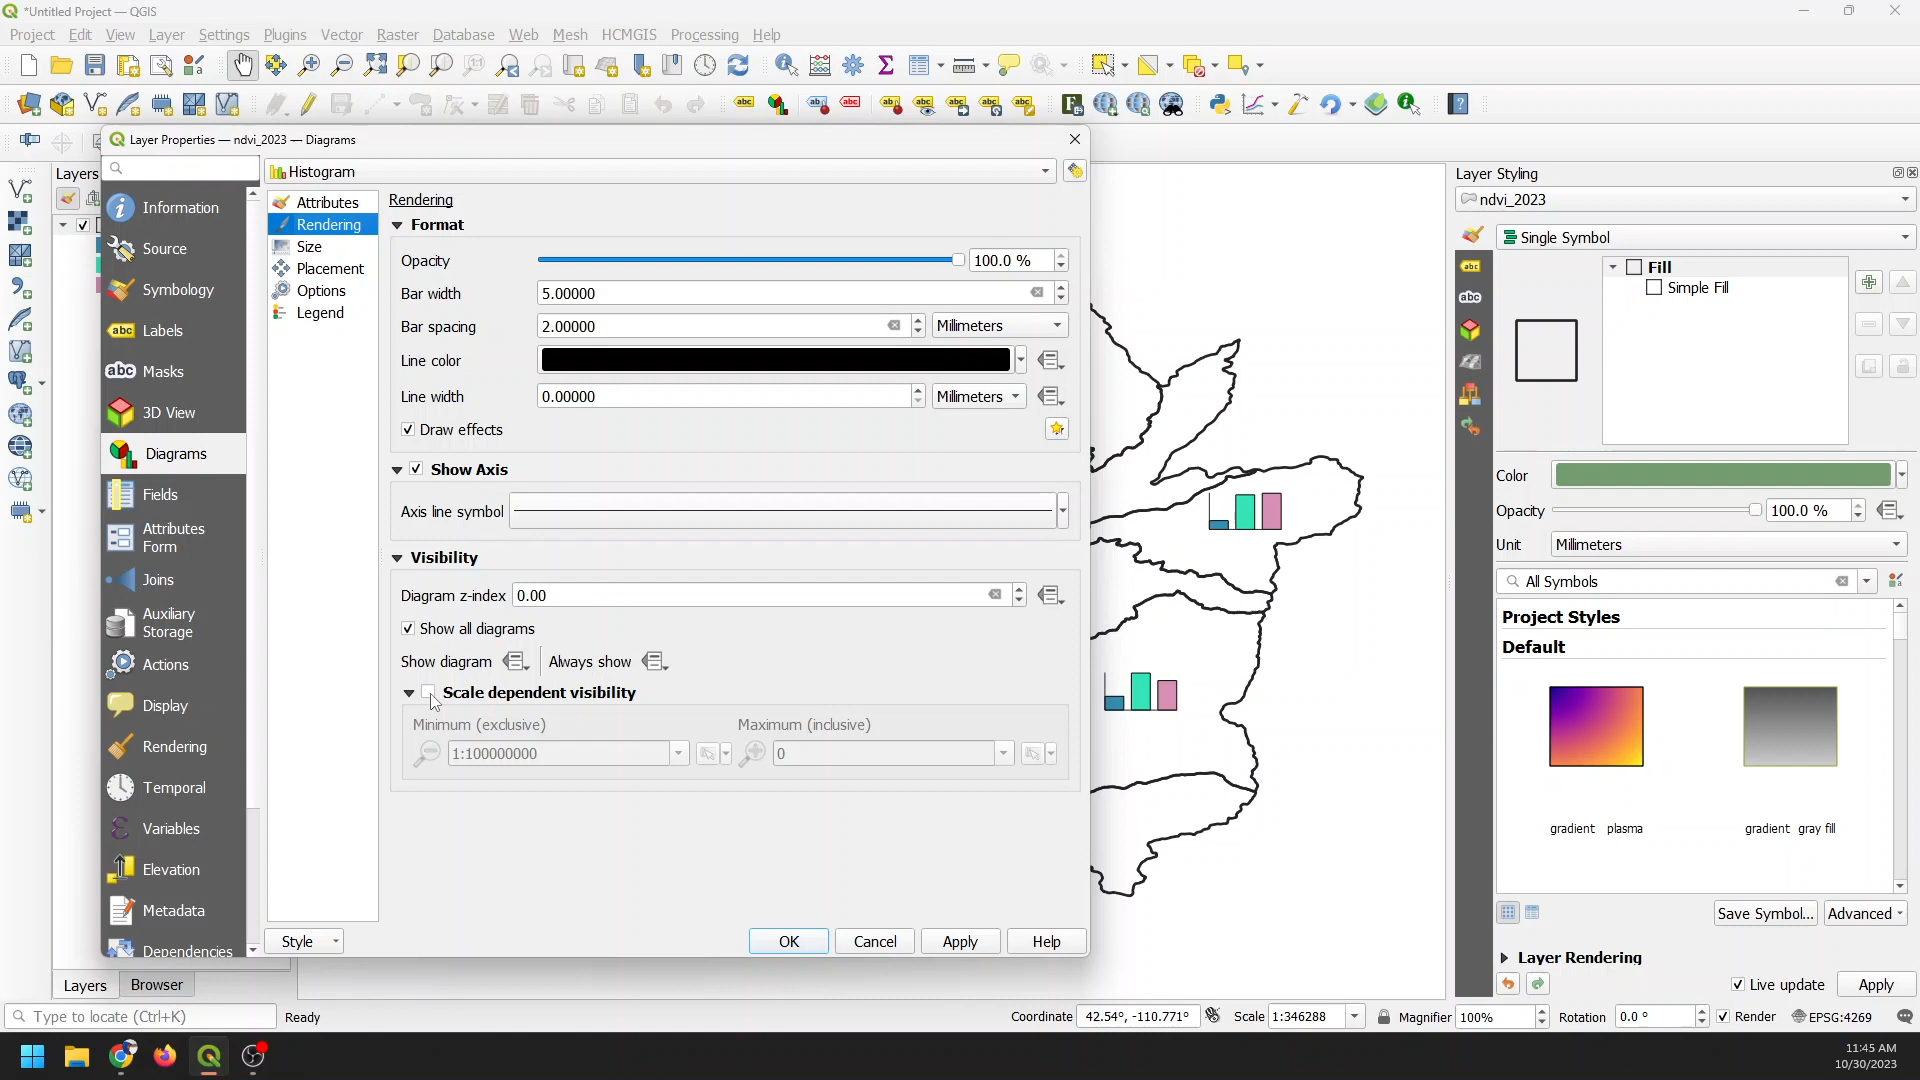 *Untitled Project — QGIS
Project Edit View Layer Settings Plugins Vector Raster Database Web Mesh HCMGIS Processing Help
Layer Properties — ndvi_2023 — Diagrams
Layers
Histogram
Information
Source
Symbology
Labels
Masks
3D View
Diagrams
Fields
Attributes
Form
Joins
Auxiliary
Storage
Actions
Display
Rendering
Temporal
Variables
Elevation
Metadata
Dependencies
Attributes
Rendering
Size
Placement
Options
Legend
Rendering
Format
Opacity 100.0 %
Bar width 5.00000
Bar spacing 2.00000 Millimeters
Line color
Line width 0.00000 Millimeters
Draw effects
Show Axis
Axis line symbol
Visibility
Diagram z-index 0.00
Show all diagrams
Show diagram Always show
Scale dependent visibility
Minimum (exclusive) Maximum (inclusive)
1:100000000 0
Style OK Cancel Apply Help
Layer Styling
ndvi_2023
Single Symbol
Fill
Simple Fill
Color
Opacity 100.0 %
Unit Millimeters
All Symbols
Project Styles
Default
gradient plasma gradient gray fill
Save Symbol... Advanced
Layer Rendering
Live update Apply
Layers Browser
Type to locate (Ctrl+K) Ready Coordinate 42.54°, -110.771° Scale 1:346288 Magnifier 100% Rotation 0.0 ° Render EPSG:4269
11:45 AM
10/30/2023